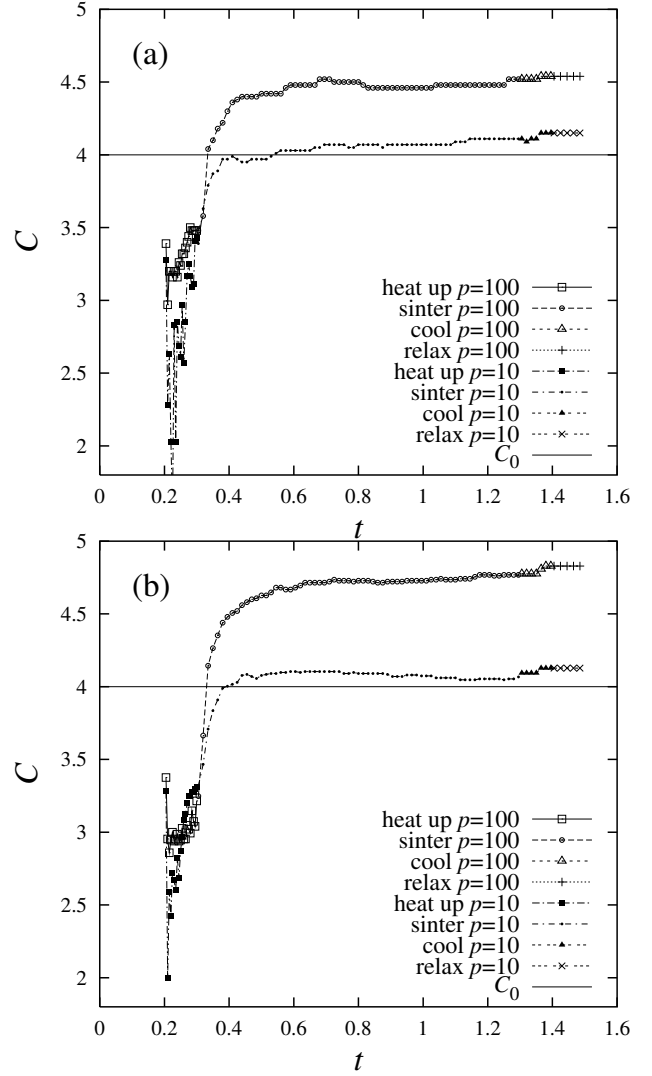 5
(a)
4.5
4
3.5
C
3
heat up p=100
sinter p=100
cool p=100
2.5
relax p=100
heat up p=10
sinter p=10
cool p=10
2
relax p=10
C0
0 0.2 0.4 0.6 0.8 1 1.2 1.4 1.6
t
5
(b)
4.5
4
3.5
C
3
heat up p=100
sinter p=100
cool p=100
2.5
relax p=100
heat up p=10
sinter p=10
cool p=10
2
relax p=10
C0
0 0.2 0.4 0.6 0.8 1 1.2 1.4 1.6
t